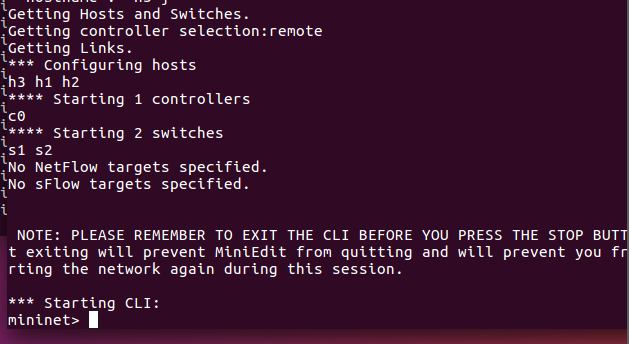 Getting Hosts and Switches.
Getting controller selection:remote
Getting Links.
*** Configuring hosts
h3 h1 h2
**** Starting 1 controllers
c0
**** Starting 2 switches
s1 s2
No NetFlow targets specified.
No sFlow targets specified.
NOTE: PLEASE REMEMBER TO EXIT THE CLI BEFORE YOU PRESS THE STOP BUTT
t exiting will prevent MiniEdit from quitting and will prevent you fr
rting the network again during this session.
*** Starting CLI:
mininet>